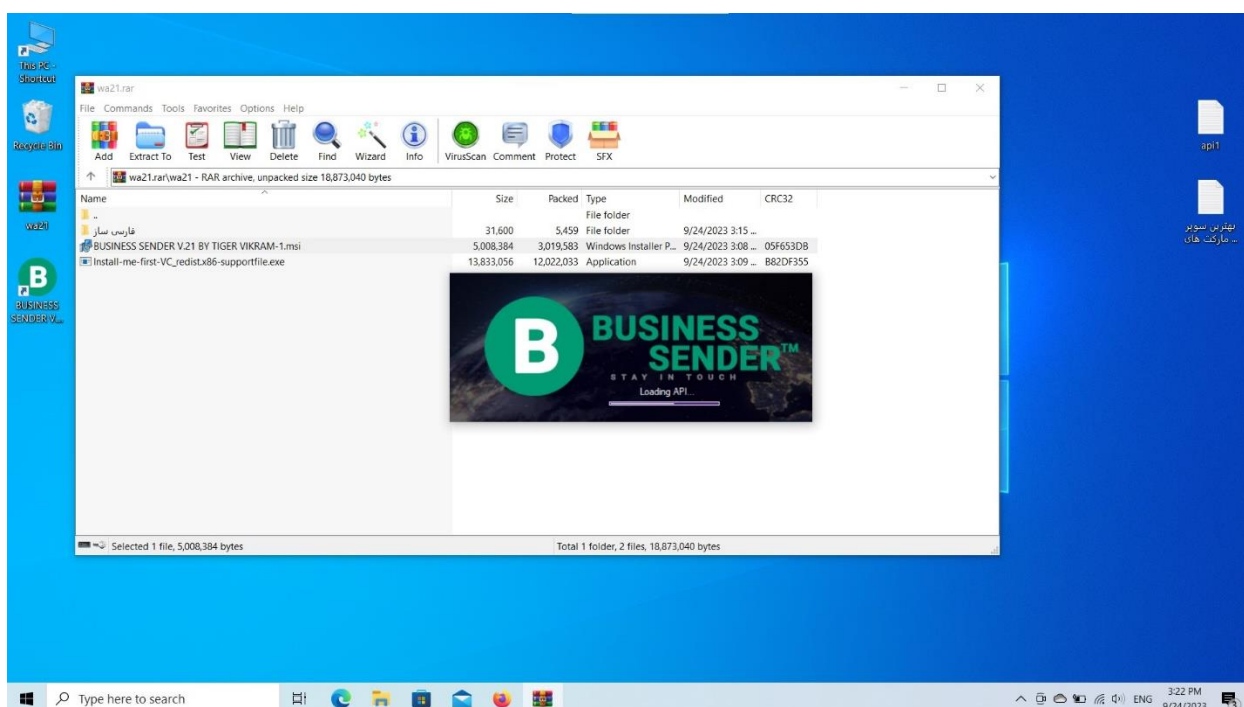 This PC -
Shortcut
Recycle Bin
wa21
BUSINESS
SENDER V...
wa21.rar
File Commands Tools Favorites Options Help
Add Extract To Test View Delete Find Wizard Info VirusScan Comment Protect SFX
wa21.rar\wa21 - RAR archive, unpacked size 18,873,040 bytes
Name Size Packed Type Modified CRC32
.. File folder
فارسی ساز 31,600 5,459 File folder 9/24/2023 3:15 ...
BUSINESS SENDER V.21 BY TIGER VIKRAM-1.msi 5,008,384 3,019,583 Windows Installer P... 9/24/2023 3:08 ... 05F653DB
Install-me-first-VC_redist.x86-supportfile.exe 13,833,056 12,022,033 Application 9/24/2023 3:09 ... B82DF355
B
BUSINESS
SENDER™
STAY IN TOUCH
Loading API...
Selected 1 file, 5,008,384 bytes Total 1 folder, 2 files, 18,873,040 bytes
api1
بهترین سوپر
مارکت های ...
Type here to search
ENG
3:22 PM
9/24/2023
3